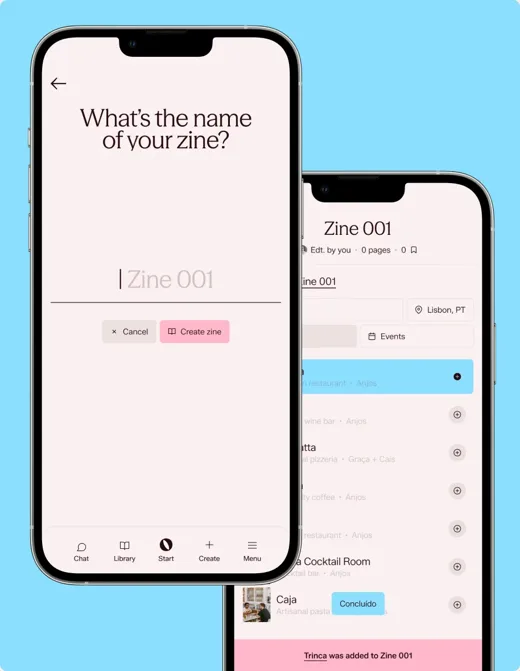 What's the name
of your zine?
Zine 001
Cancel
Create zine
Chat
Library
Start
Create
Menu
Zine 001
Edt. by you · 0 pages · 0
Zine 001
Lisbon, PT
Events
restaurant · Anjos
wine bar · Anjos
pizzeria · Graça + Cais
coffee · Anjos
restaurant · Anjos
Cocktail Room
bar · Anjos
Caja
Artisanal pasta
Concluído
Trinca was added to Zine 001